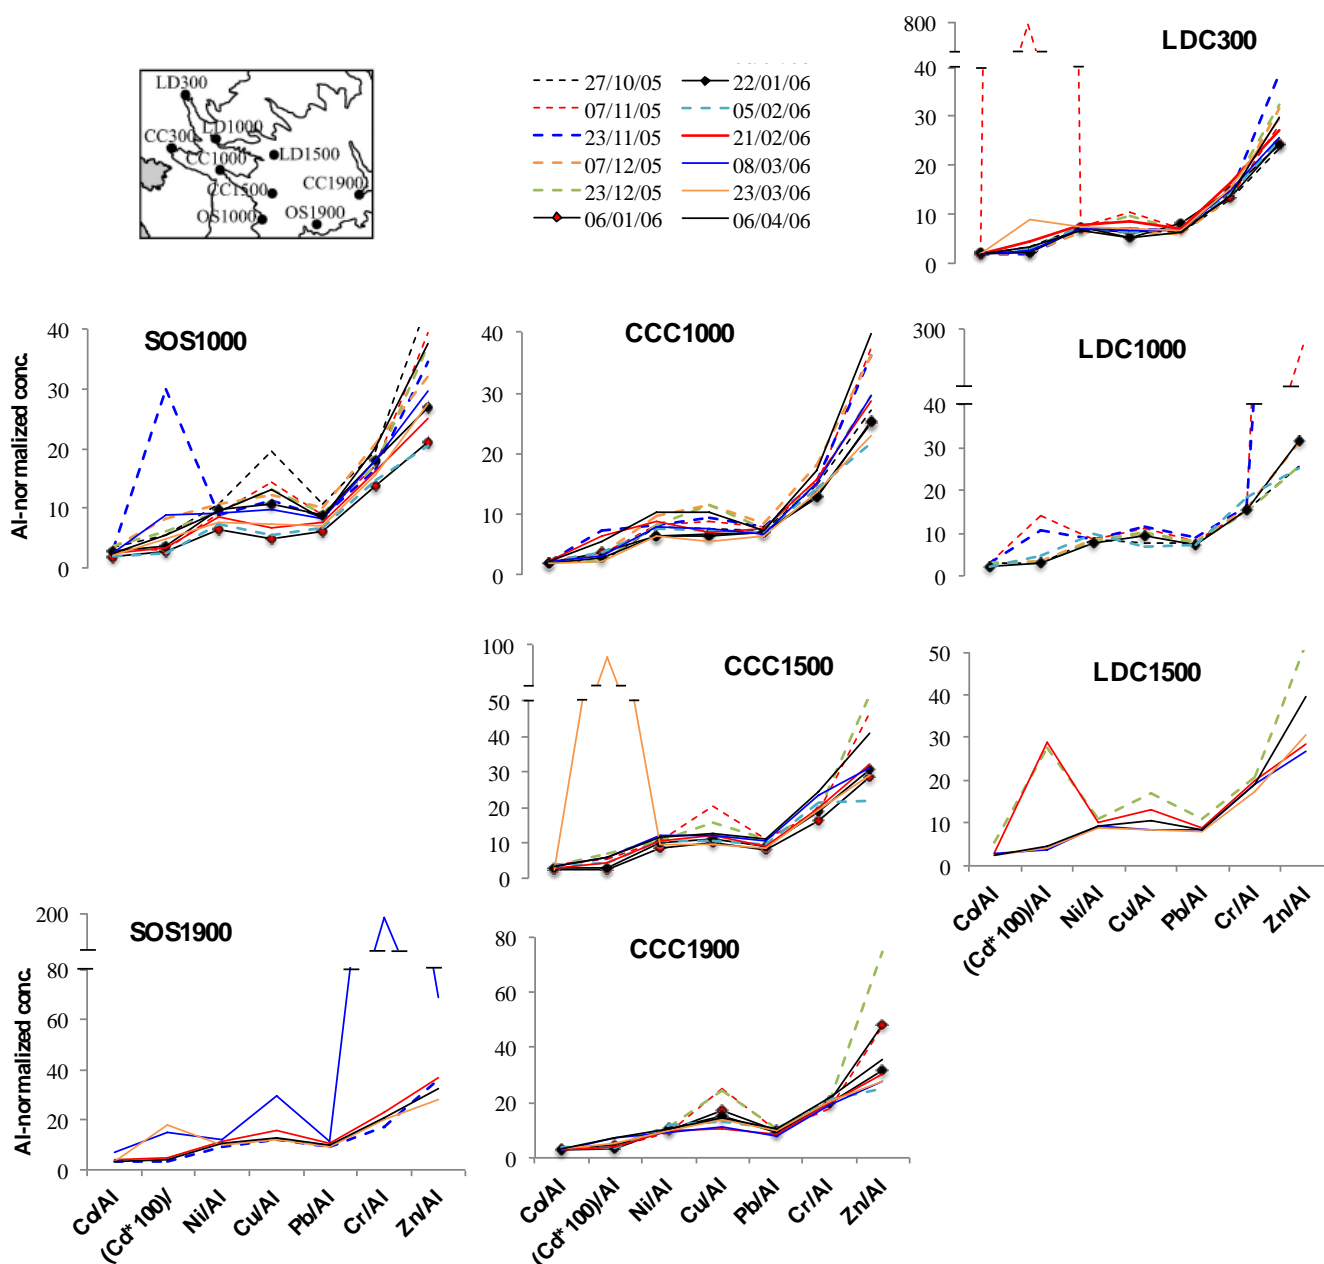 800
LDC300
40
30
20
10
0
LD300
LD1000
CC300
CC1000
LD1500
CC1500
CC1900
OS1000
OS1900
27/10/05 22/01/06
07/11/05 05/02/06
23/11/05 21/02/06
07/12/05 08/03/06
23/12/05 23/03/06
06/01/06 06/04/06
Al-normalized conc.
40
SOS1000
30
20
10
0
40
CCC1000
30
20
10
0
300
LDC1000
40
30
20
10
0
100
CCC1500
50
40
30
20
10
0
50
LDC1500
40
30
20
10
0
Co/Al
(Cd*100)/Al
Ni/Al
Cu/Al
Pb/Al
Cr/Al
Zn/Al
Al-normalized conc.
200
SOS1900
80
60
40
20
0
Co/Al
(Cd*100)/
Ni/Al
Cu/Al
Pb/Al
Cr/Al
Zn/Al
80
CCC1900
60
40
20
0
Co/Al
(Cd*100)/Al
Ni/Al
Cu/Al
Pb/Al
Cr/Al
Zn/Al